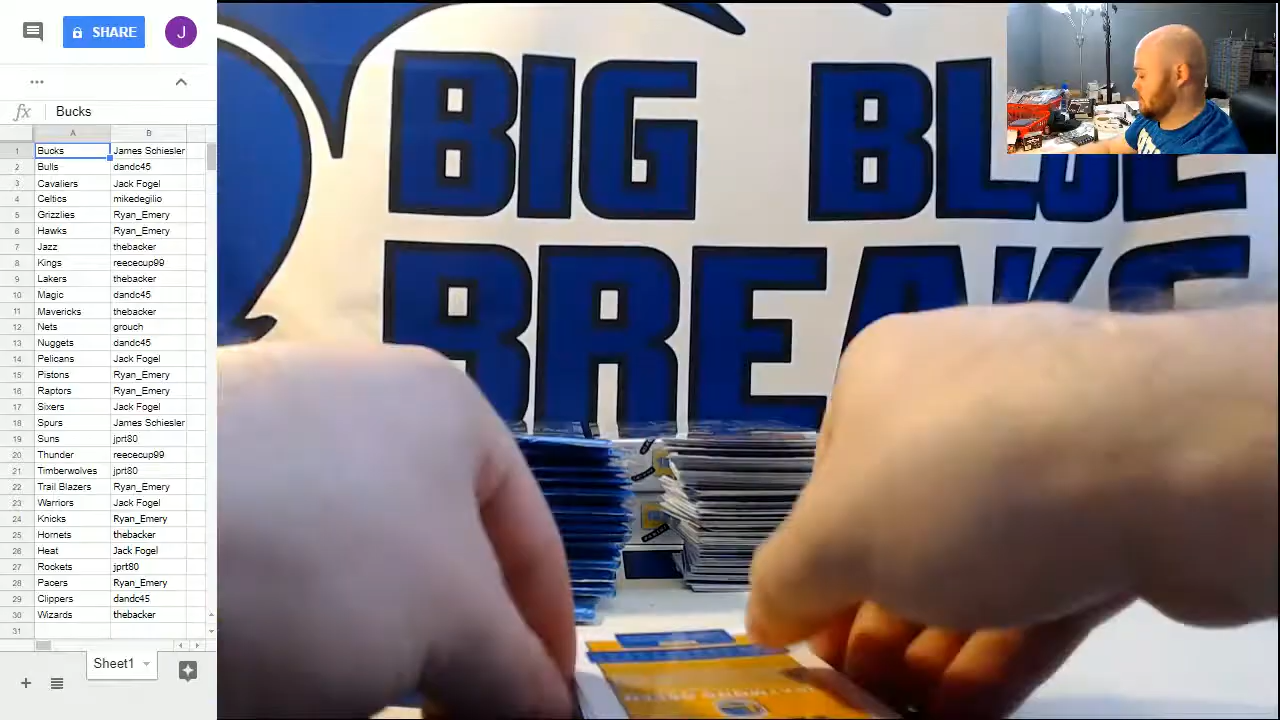 SHARE
J
...
fx Bucks
A B
1 Bucks James Schiesler
2 Bulls dandc45
3 Cavaliers Jack Fogel
4 Celtics mikedegilio
5 Grizzlies Ryan_Emery
6 Hawks Ryan_Emery
7 Jazz thebacker
8 Kings reececup99
9 Lakers thebacker
10 Magic dandc45
11 Mavericks thebacker
12 Nets grouch
13 Nuggets dandc45
14 Pelicans Jack Fogel
15 Pistons Ryan_Emery
16 Raptors Ryan_Emery
17 Sixers Jack Fogel
18 Spurs James Schiesler
19 Suns jprt80
20 Thunder reececup99
21 Timberwolves jprt80
22 Trail Blazers Ryan_Emery
23 Warriors Jack Fogel
24 Knicks Ryan_Emery
25 Hornets thebacker
26 Heat Jack Fogel
27 Rockets jprt80
28 Pacers Ryan_Emery
29 Clippers dandc45
30 Wizards thebacker
31
Sheet1
BIG BLUE
BREAKS